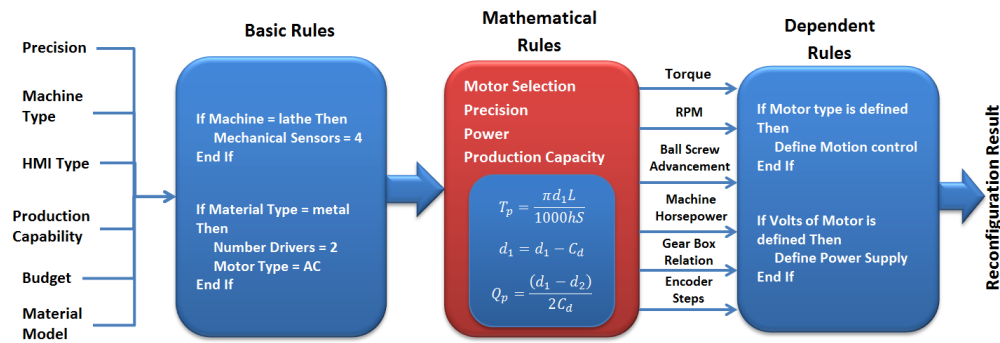 Precision
Machine
Type
HMI Type
Production
Capability
Budget
Material
Model
Basic Rules
If Machine = lathe Then
Mechanical Sensors = 4
End If
If Material Type = metal
Then
Number Drivers = 2
Motor Type = AC
End If
Mathematical
Rules
Motor Selection
Precision
Power
Production Capacity
T_p = πd_1L / 1000hS
d_1 = d_1 − C_d
Q_p = (d_1 − d_2) / 2C_d
Torque
RPM
Ball Screw
Advancement
Machine
Horsepower
Gear Box
Relation
Encoder
Steps
Dependent
Rules
If Motor type is defined
Then
Define Motion control
End If
If Volts of Motor is
defined Then
Define Power Supply
End If
Reconfiguration Result